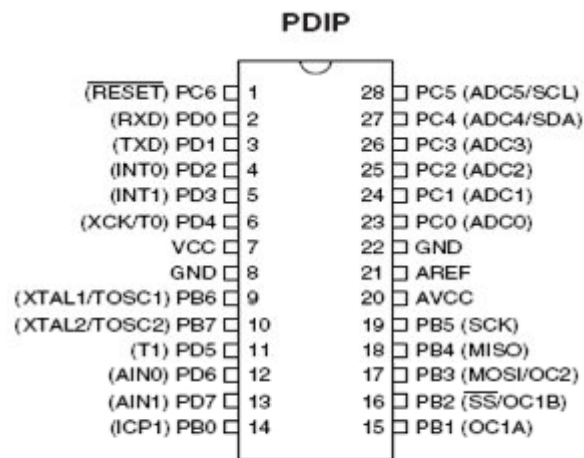 PDIP
(RESET) PC6 1 28 PC5 (ADC5/SCL)
(RXD) PD0 2 27 PC4 (ADC4/SDA)
(TXD) PD1 3 26 PC3 (ADC3)
(INT0) PD2 4 25 PC2 (ADC2)
(INT1) PD3 5 24 PC1 (ADC1)
(XCK/T0) PD4 6 23 PC0 (ADC0)
VCC 7 22 GND
GND 8 21 AREF
(XTAL1/TOSC1) PB6 9 20 AVCC
(XTAL2/TOSC2) PB7 10 19 PB5 (SCK)
(T1) PD5 11 18 PB4 (MISO)
(AIN0) PD6 12 17 PB3 (MOSI/OC2)
(AIN1) PD7 13 16 PB2 (SS/OC1B)
(ICP1) PB0 14 15 PB1 (OC1A)